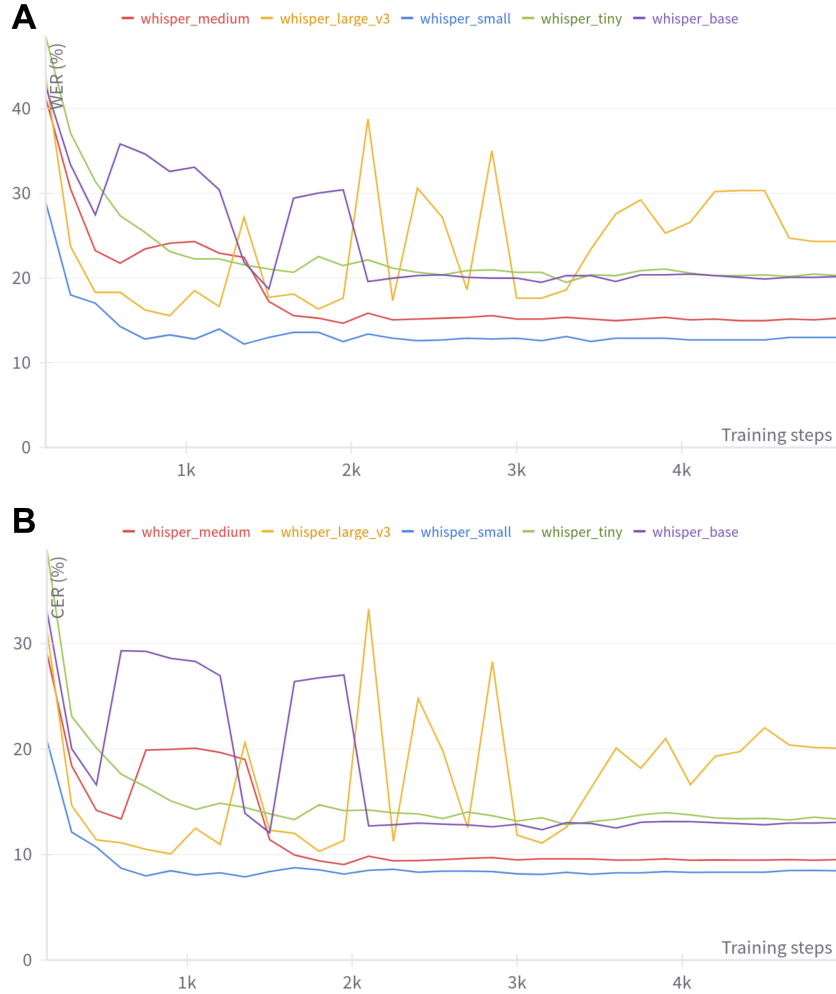 A
whisper_medium whisper_large_v3 whisper_small whisper_tiny whisper_base
WER (%)
40
30
20
10
0
Training steps
1k 2k 3k 4k
B
whisper_medium whisper_large_v3 whisper_small whisper_tiny whisper_base
CER (%)
30
20
10
0
Training steps
1k 2k 3k 4k